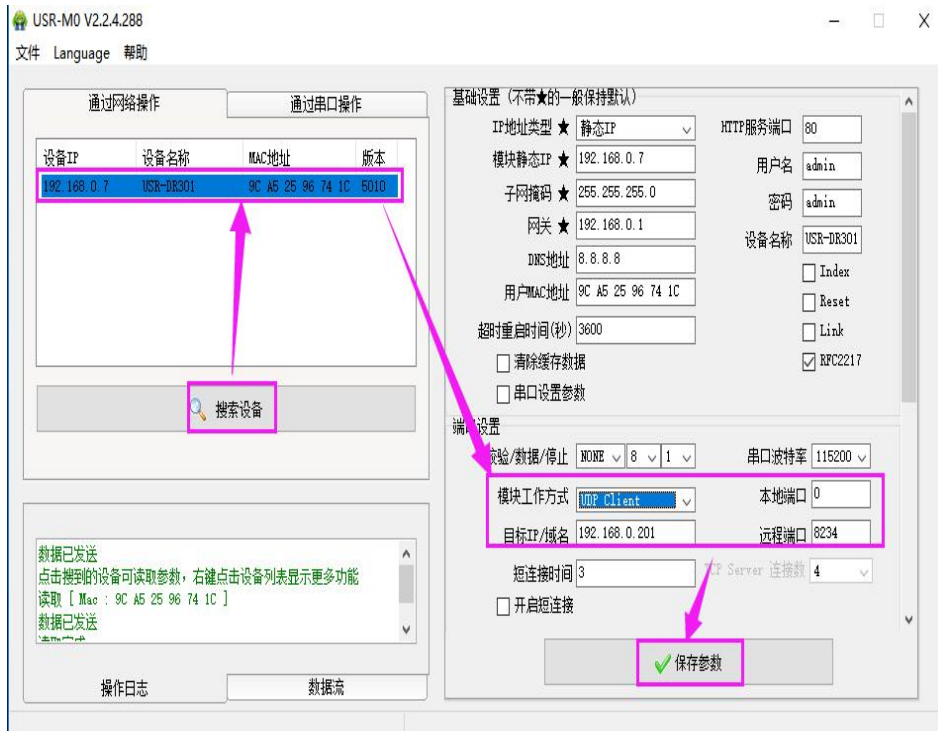 USR-M0 V2.2.4.288
文件 Language 帮助
通过网络操作 通过串口操作
设备IP 设备名称 MAC地址 版本
192.168.0.7 USR-DR301 9C A5 25 96 74 1C 5010
搜索设备
数据已发送
点击搜到的设备可读取参数，右键点击设备列表显示更多功能
读取 [ Mac : 9C A5 25 96 74 1C ]
数据已发送
读取完成
操作日志 数据流
基础设置（不带★的一般保持默认）
IP地址类型 ★ 静态IP HTTP服务端口 80
模块静态IP ★ 192.168.0.7 用户名 admin
子网掩码 ★ 255.255.255.0 密码 admin
网关 ★ 192.168.0.1 设备名称 USR-DR301
DNS地址 8.8.8.8 Index
用户MAC地址 9C A5 25 96 74 1C Reset
超时重启时间(秒) 3600 Link
清除缓存数据 RFC2217
串口设置参数
端口设置
校验/数据/停止 NONE 8 1 串口波特率 115200
模块工作方式 UDP Client 本地端口 0
目标IP/域名 192.168.0.201 远程端口 8234
短连接时间 3 TCP Server 连接数 4
开启短连接
保存参数